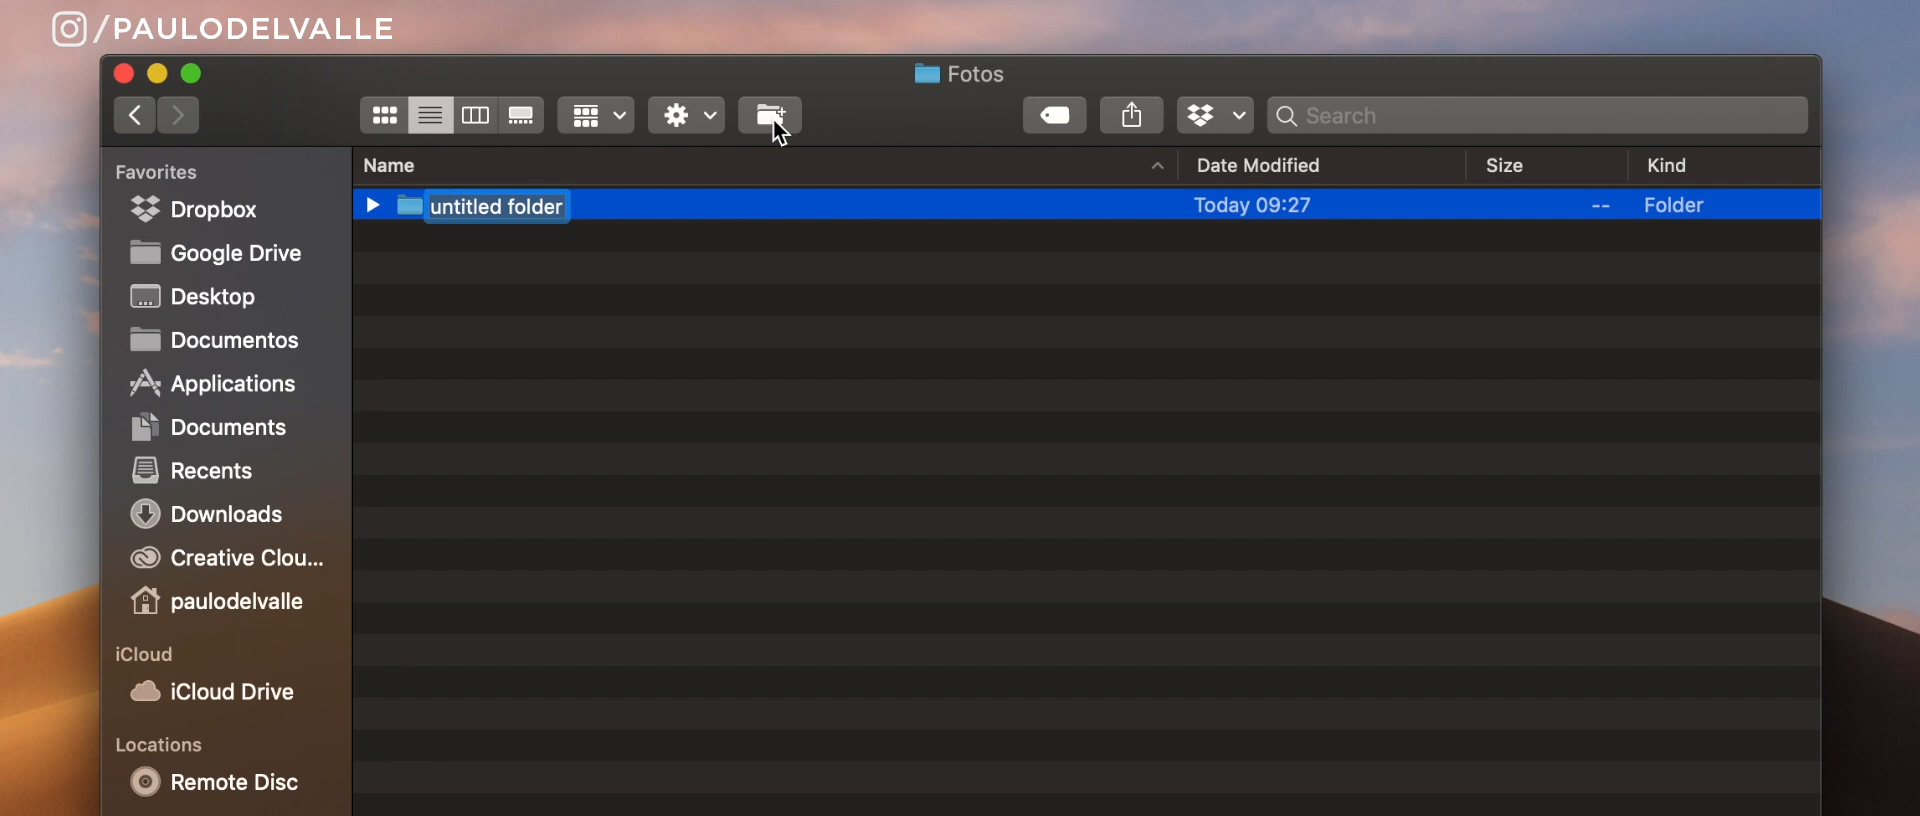 /PAULODELVALLE
Fotos
Search
Favorites
Dropbox
Google Drive
Desktop
Documentos
Applications
Documents
Recents
Downloads
Creative Clou...
paulodelvalle
iCloud
iCloud Drive
Locations
Remote Disc
Name Date Modified Size Kind
untitled folder Today 09:27 -- Folder